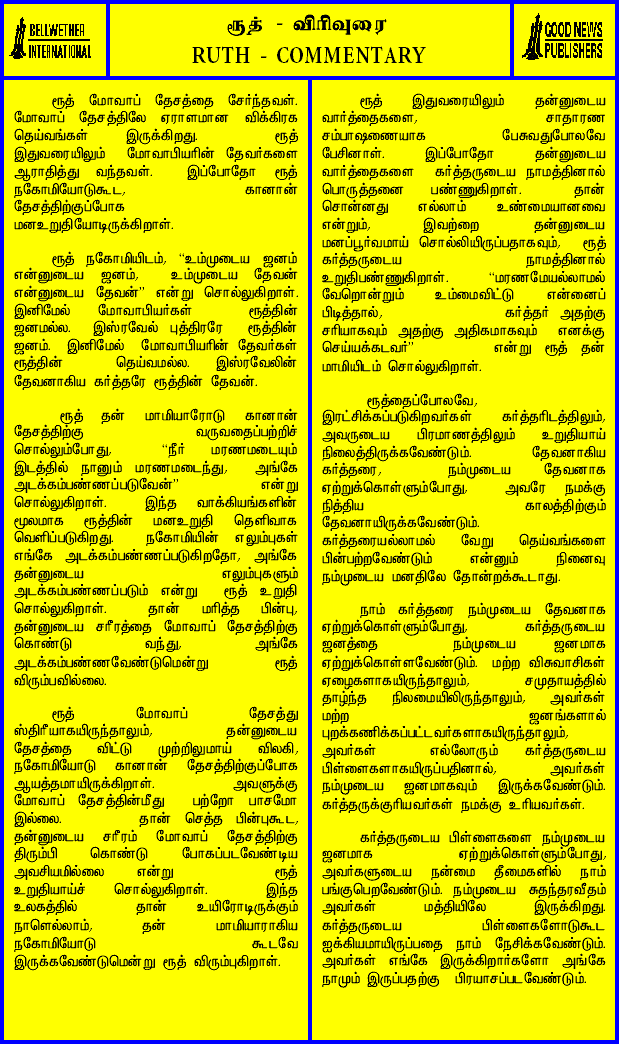 BELLWETHER
INTERNATIONAL
ரூத் - விரிவுரை
RUTH - COMMENTARY
GOOD NEWS
PUBLISHERS
ரூத் மோவாப் தேசத்தை சேர்ந்தவள்.
மோவாப் தேசத்திலே ஏராளமான விக்கிரக
தெய்வங்கள் இருக்கிறது. ரூத்
இதுவரையிலும் மோவாபியரின் தேவர்களை
ஆராதித்து வந்தவள். இப்போதோ ரூத்
நகோமியோடுகூட, கானான்
தேசத்திற்குப்போக
மனஉறுதியோடிருக்கிறாள்.
ரூத் நகோமியிடம், “உம்முடைய ஜனம்
என்னுடைய ஜனம், உம்முடைய தேவன்
என்னுடைய தேவன்” என்று சொல்லுகிறாள்.
இனிமேல் மோவாபியர்கள் ரூத்தின்
ஜனமல்ல. இஸ்ரவேல் புத்திரரே ரூத்தின்
ஜனம். இனிமேல் மோவாபியரின் தேவர்கள்
ரூத்தின் தெய்வமல்ல. இஸ்ரவேலின்
தேவனாகிய கர்த்தரே ரூத்தின் தேவன்.
ரூத் தன் மாமியாரோடு கானான்
தேசத்திற்கு வருவதைப்பற்றிச்
சொல்லும்போது, “நீர் மரணமடையும்
இடத்தில் நானும் மரணமடைந்து, அங்கே
அடக்கம்பண்ணப்படுவேன்” என்று
சொல்லுகிறாள். இந்த வாக்கியங்களின்
மூலமாக ரூத்தின் மனஉறுதி தெளிவாக
வெளிப்படுகிறது. நகோமியின் எலும்புகள்
எங்கே அடக்கம்பண்ணப்படுகிறதோ, அங்கே
தன்னுடைய எலும்புகளும்
அடக்கம்பண்ணப்படும் என்று ரூத் உறுதி
சொல்லுகிறாள். தான் மரித்த பின்பு,
தன்னுடைய சரீரத்தை மோவாப் தேசத்திற்கு
கொண்டு வந்து, அங்கே
அடக்கம்பண்ணவேண்டுமென்று ரூத்
விரும்பவில்லை.
ரூத் மோவாப் தேசத்து
ஸ்திரீயாகயிருந்தாலும், தன்னுடைய
தேசத்தை விட்டு முற்றிலுமாய் விலகி,
நகோமியோடு கானான் தேசத்திற்குப்போக
ஆயத்தமாயிருக்கிறாள். அவளுக்கு
மோவாப் தேசத்தின்மீது பற்றோ பாசமோ
இல்லை. தான் செத்த பின்புகூட,
தன்னுடைய சரீரம் மோவாப் தேசத்திற்கு
திரும்பி கொண்டு போகப்படவேண்டிய
அவசியமில்லை என்று ரூத்
உறுதியாய்ச் சொல்லுகிறாள். இந்த
உலகத்தில் தான் உயிரோடிருக்கும்
நாளெல்லாம், தன் மாமியாராகிய
நகோமியோடு கூடவே
இருக்கவேண்டுமென்று ரூத் விரும்புகிறாள்.
ரூத் இதுவரையிலும் தன்னுடைய
வார்த்தைகளை, சாதாரண
சம்பாஷணையாக பேசுவதுபோலவே
பேசினாள். இப்போதோ தன்னுடைய
வார்த்தைகளை கர்த்தருடைய நாமத்தினால்
பொருத்தனை பண்ணுகிறாள். தான்
சொன்னது எல்லாம் உண்மையானவை
என்றும், இவற்றை தன்னுடைய
மனப்பூர்வமாய் சொல்லியிருப்பதாகவும், ரூத்
கர்த்தருடைய நாமத்தினால்
உறுதிபண்ணுகிறாள். “மரணமேயல்லாமல்
வேறொன்றும் உம்மைவிட்டு என்னைப்
பிடித்தால், கர்த்தர் அதற்கு
சரியாகவும் அதற்கு அதிகமாகவும் எனக்கு
செய்யக்கடவர்” என்று ரூத் தன்
மாமியிடம் சொல்லுகிறாள்.
ரூத்தைப்போலவே,
இரட்சிக்கப்படுகிறவர்கள் கர்த்தரிடத்திலும்,
அவருடைய பிரமாணத்திலும் உறுதியாய்
நிலைத்திருக்கவேண்டும். தேவனாகிய
கர்த்தரை, நம்முடைய தேவனாக
ஏற்றுக்கொள்ளும்போது, அவரே நமக்கு
நித்திய காலத்திற்கும்
தேவனாயிருக்கவேண்டும்.
கர்த்தரையல்லாமல் வேறு தெய்வங்களை
பின்பற்றவேண்டும் என்னும் நினைவு
நம்முடைய மனதிலே தோன்றக்கூடாது.
நாம் கர்த்தரை நம்முடைய தேவனாக
ஏற்றுக்கொள்ளும்போது, கர்த்தருடைய
ஜனத்தை நம்முடைய ஜனமாக
ஏற்றுக்கொள்ளவேண்டும். மற்ற விசுவாசிகள்
ஏழைகளாகயிருந்தாலும், சமுதாயத்தில்
தாழ்ந்த நிலமையிலிருந்தாலும், அவர்கள்
மற்ற ஜனங்களால்
புறக்கணிக்கப்பட்டவர்களாகயிருந்தாலும்,
அவர்கள் எல்லோரும் கர்த்தருடைய
பிள்ளைகளாகயிருப்பதினால், அவர்கள்
நம்முடைய ஜனமாகவும் இருக்கவேண்டும்.
கர்த்தருக்குரியவர்கள் நமக்கு உரியவர்கள்.
கர்த்தருடைய பிள்ளைகளை நம்முடைய
ஜனமாக ஏற்றுக்கொள்ளும்போது,
அவர்களுடைய நன்மை தீமைகளில் நாம்
பங்குபெறவேண்டும். நம்முடைய சுதந்தரவீதம்
அவர்கள் மத்தியிலே இருக்கிறது.
கர்த்தருடைய பிள்ளைகளோடுகூட
ஐக்கியமாயிருப்பதை நாம் நேசிக்கவேண்டும்.
அவர்கள் எங்கே இருக்கிறார்களோ அங்கே
நாமும் இருப்பதற்கு பிரயாசப்படவேண்டும்.